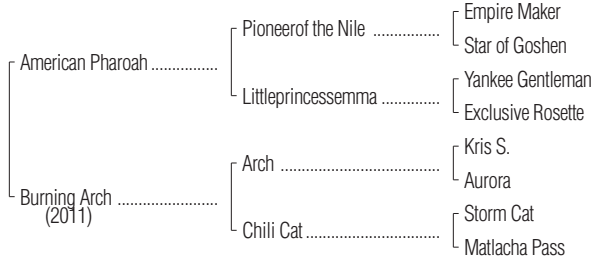 Empire Maker
Pioneerof the Nile ................
Star of Goshen
American Pharoah ................
Yankee Gentleman
Littleprincessemma ..............
Exclusive Rosette
Kris S.
Arch ......................................
Aurora
Burning Arch ........................
(2011)
Storm Cat
Chili Cat ................................
Matlacha Pass